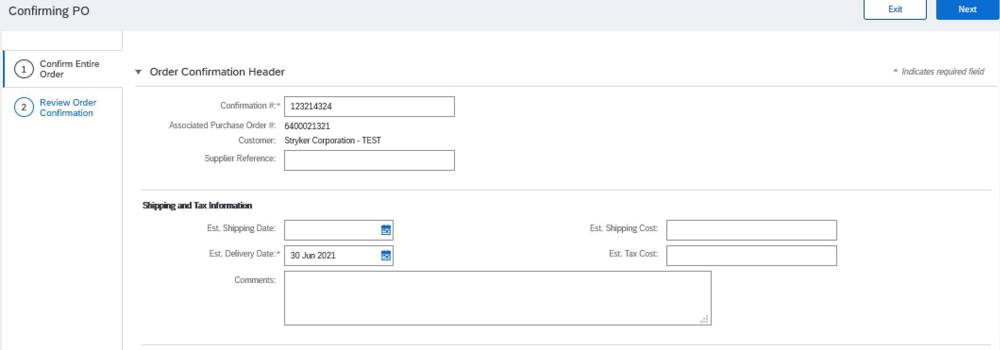 Confirming PO
Exit
Next
1
Confirm Entire
Order
2
Review Order
Confirmation
▼ Order Confirmation Header
* Indicates required field
Confirmation #:* 123214324
Associated Purchase Order #: 6400021321
Customer: Stryker Corporation - TEST
Supplier Reference:
Shipping and Tax Information
Est. Shipping Date:
Est. Shipping Cost:
Est. Delivery Date:* 30 Jun 2021
Est. Tax Cost:
Comments: